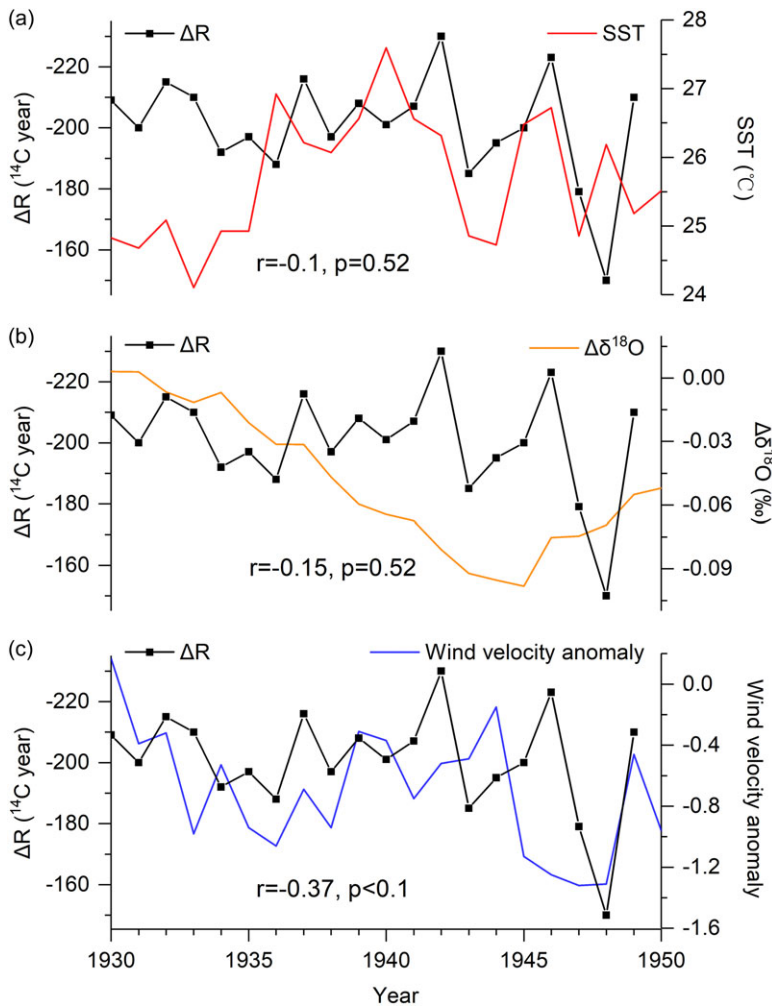 (a)
ΔR
SST
-220
-200
-180
-160
ΔR (¹⁴C year)
28
27
26
25
24
SST (℃)
r=-0.1, p=0.52
(b)
ΔR
Δδ¹⁸O
-220
-200
-180
-160
ΔR (¹⁴C year)
0.00
-0.03
-0.06
-0.09
Δδ¹⁸O (‰)
r=-0.15, p=0.52
(c)
ΔR
Wind velocity anomaly
-220
-200
-180
-160
ΔR (¹⁴C year)
0.0
-0.4
-0.8
-1.2
-1.6
Wind velocity anomaly
r=-0.37, p<0.1
1930 1935 1940 1945 1950
Year